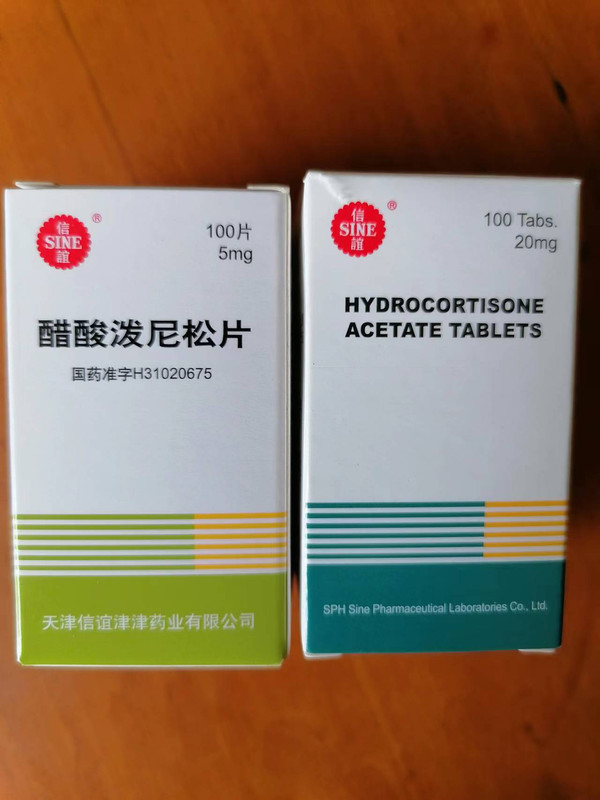 信
SINE
誼
®
100片
5mg
醋酸泼尼松片
国药准字H31020675
天津信谊津津药业有限公司
信
SINE
誼
®
100 Tabs.
20mg
HYDROCORTISONE
ACETATE TABLETS
SPH Sine Pharmaceutical Laboratories Co., Ltd.